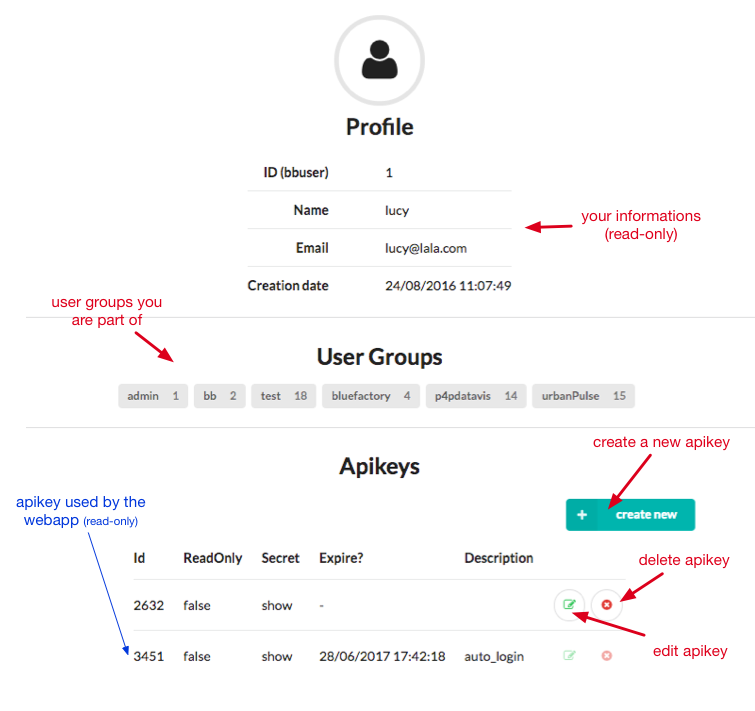 Profile
ID (bbuser) 1
Name lucy
Email lucy@lala.com
Creation date 24/08/2016 11:07:49
your informations
(read-only)
user groups you
are part of
User Groups
admin 1 bb 2 test 18 bluefactory 4 p4pdatavis 14 urbanPulse 15
create a new apikey
Apikeys
apikey used by the
webapp (read-only)
+ create new
delete apikey
Id ReadOnly Secret Expire? Description
2632 false show -
edit apikey
3451 false show 28/06/2017 17:42:18 auto_login